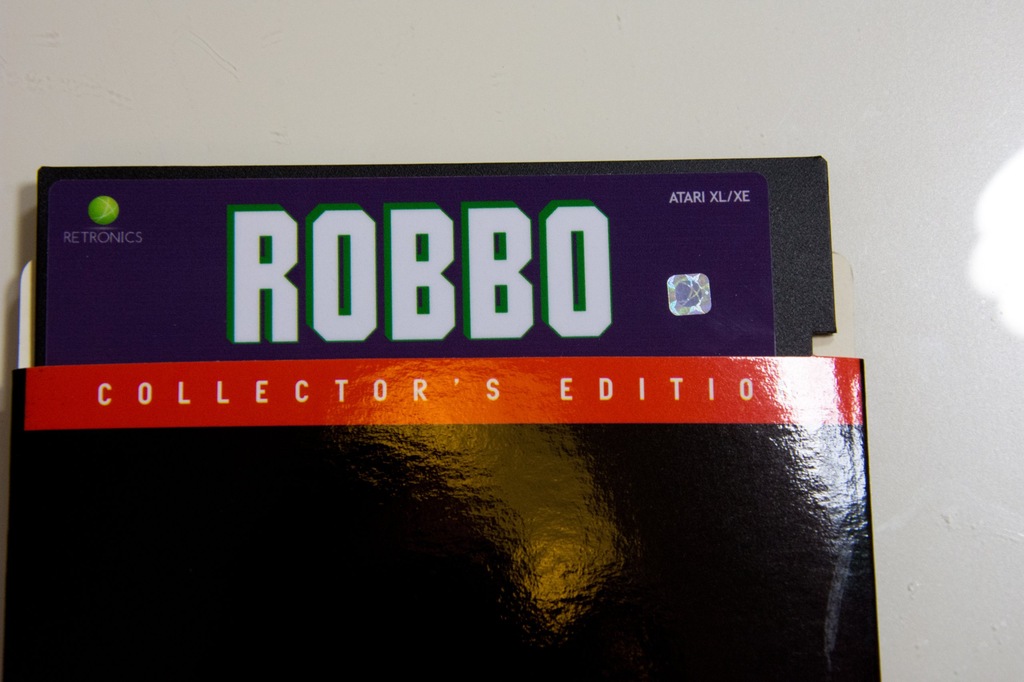 RETRONICS
ROBBO
ATARI XL/XE
COLLECTOR'S EDITIO